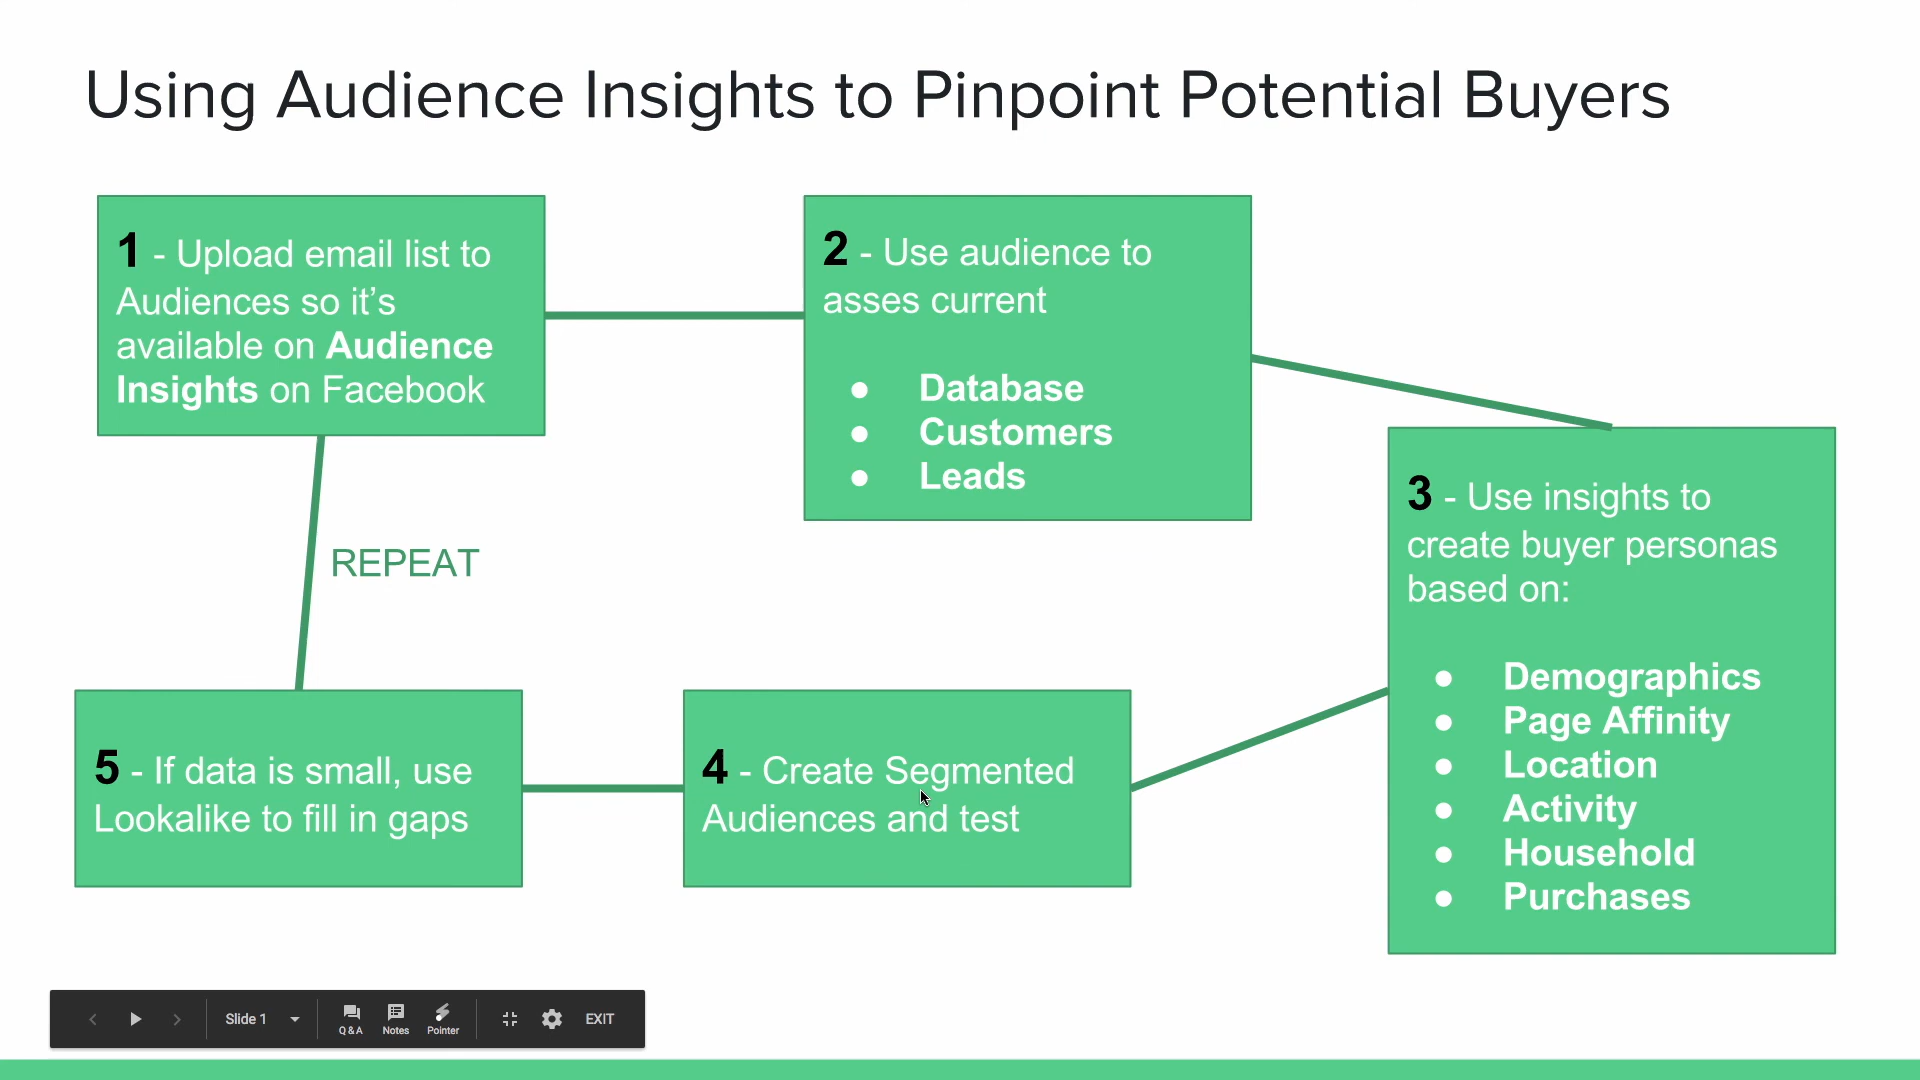 Using Audience Insights to Pinpoint Potential Buyers
1 - Upload email list to
Audiences so it’s
available on Audience
Insights on Facebook
2 - Use audience to
asses current
● Database
● Customers
● Leads
3 - Use insights to
create buyer personas
based on:
● Demographics
● Page Affinity
● Location
● Activity
● Household
● Purchases
4 - Create Segmented
Audiences and test
5 - If data is small, use
Lookalike to fill in gaps
REPEAT
Slide 1
Q & A
Notes
Pointer
EXIT